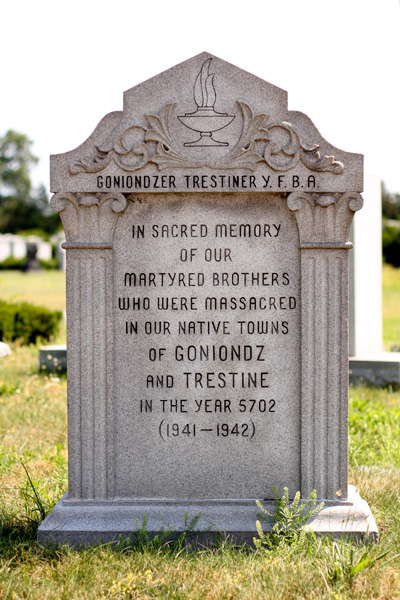 GONIONDZER TRESTINER Y. F. B. A.
IN SACRED MEMORY
OF OUR
MARTYRED BROTHERS
WHO WERE MASSACRED
IN OUR NATIVE TOWNS
OF GONIONDZ
AND TRESTINE
IN THE YEAR 5702
(1941-1942)